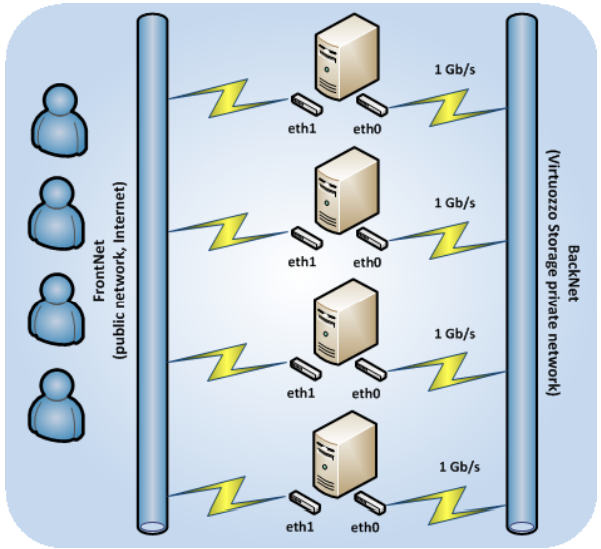 FrontNet
(public network, Internet)
1 Gb/s
eth1 eth0
1 Gb/s
eth1 eth0
1 Gb/s
eth1 eth0
1 Gb/s
eth1 eth0
BackNet
(Virtuozzo Storage private network)